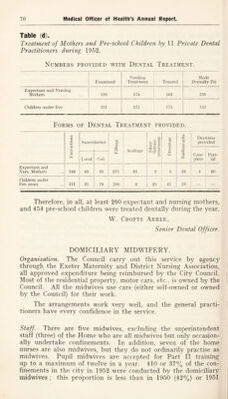 70 Medical Officer of Health's Annual Report.
Table (d).
Treatment of Mothers and Pre-school Children by 11 Private Dental
Practitioners during 1952.
NUMBERS PROVIDED WITH DENTAL TREATMENT.
Examined Needing Treatment Treated Made Dentally Fit
Expectant and Nursing
Mothers
Children under five
FORMS OF DENTAL TREATMENT PROVIDED.
Extractions Anaesthetics Fillings Scalings Dressings Radiographs Dentures provided
Local Complete Partial
Expectant and
Nurs. Mothers
Children under
five years
Therefore, in all, at least 260 expectant and nursing mothers,
and 454 pre-school children were treated dentally during the year.
Senior Dental Officer.
DOMICILIARY MIDWIFERY.
Organisation. The Council carry out this service by agency
through the Exeter Maternity and District Nursing Association,
all approved expenditure being reimbursed by the City Council.
Most of the residential property, motor cars, etc., is owned by the
Council. All the midwives use cars (either self-owned or owned
by the Council) for their work.
The arrangements work very well, and the general practi-
tioners have every confidence in the service.
Staff. There are five midwives, excluding the superintendent
staff (three) of the Home who are all midwives but only occasion-
ally undertake confinements. In addition, seven of the home
nurses are also midwives, but they do not ordinarily practise as
midwives. Pupil midwives are accepted for Part II training
up to a maximum of twelve in a year. 410 or 37% of the con-
finements in the city in 1952 were conducted by the domiciliary
midwives; this proportion is less than in 1950 (42%) or 1951